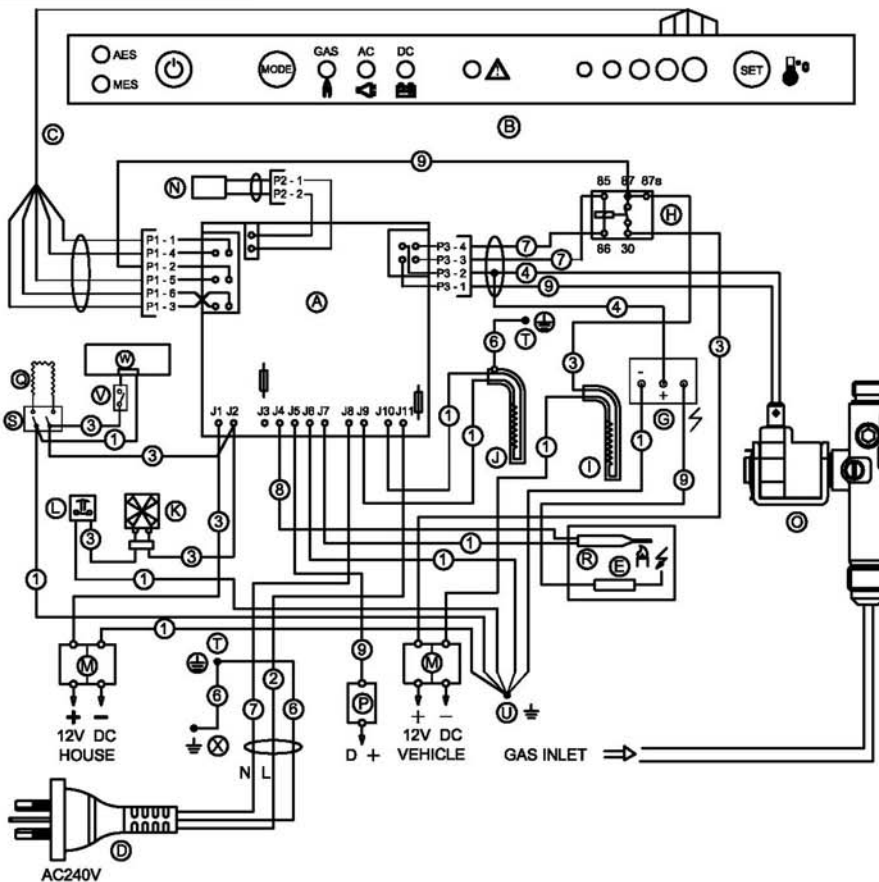 AES
MES
MODE
GAS AC DC
SET
°C
C
B
9
N
P2 - 1
P2 - 2
85 87 87a
H
86 30
P1 - 1
P1 - 4
P1 - 2
P1 - 5
P1 - 6
P1 - 3
A
P3 - 4
P3 - 3
P3 - 2
P3 - 1
7
7
4
9
4
6 T
3
3
W
Q
V
S
3
1
3
J1 J2 J3 J4 J5 J6 J7 J8 J9 J10 J11
1
1
J
1
I
- +
G
1
9
O
L
K
3
3
3
8
1
1
R
E
1
1
1
T
M
+ -
12V DC
HOUSE
6
X
2
7
6
N L
9
P
D +
M
+ -
12V DC
VEHICLE
U
GAS INLET
D
AC240V